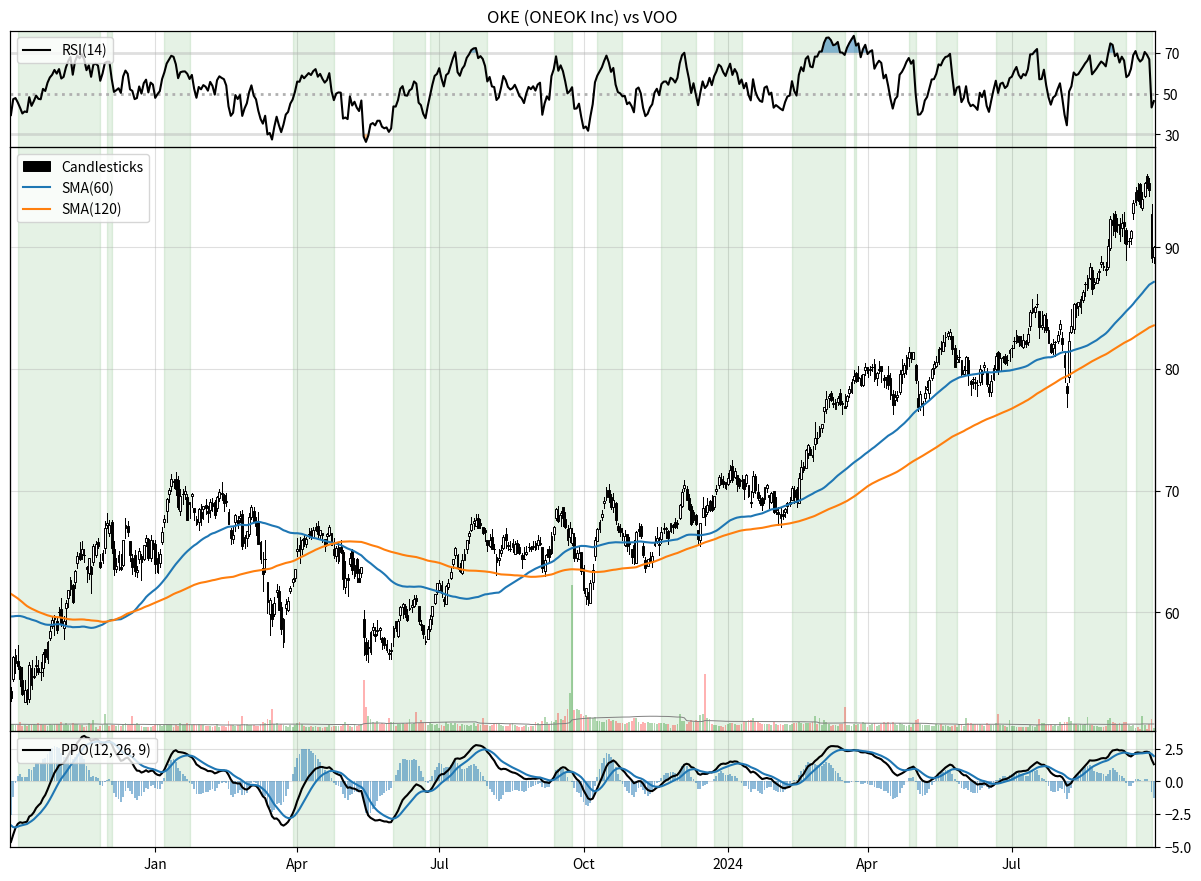 OKE (ONEOK Inc) vs VOO
RSI(14)
70
50
30
Candlesticks
SMA(60)
SMA(120)
90
80
70
60
PPO(12, 26, 9)
2.5
0.0
−2.5
−5.0
Jan
Apr
Jul
Oct
2024
Apr
Jul